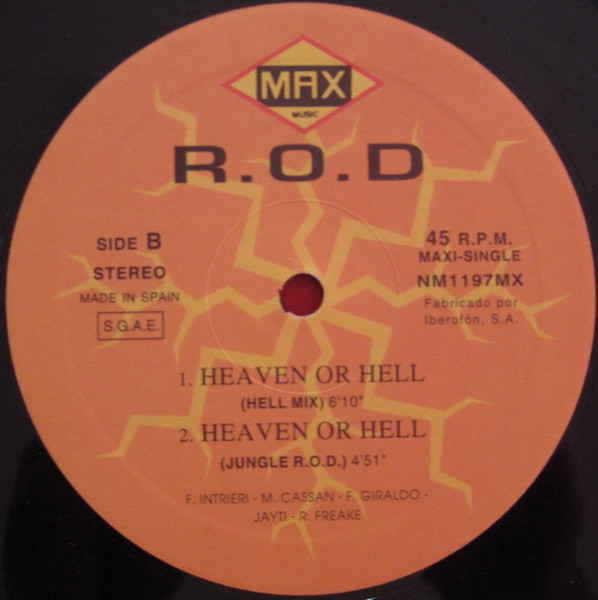 MAX
MUSIC
R.O.D
SIDE B
STEREO
MADE IN SPAIN
S.G.A.E.
45 R.P.M.
MAXI-SINGLE
NM1197MX
Fabricado por
Iberofón, S.A.
1. HEAVEN OR HELL
(HELL MIX) 6'10"
2. HEAVEN OR HELL
(JUNGLE R.O.D.) 4'51"
F. INTRIERI - M. CASSAN - F. GIRALDO -
JAYTI - R. FREAKE